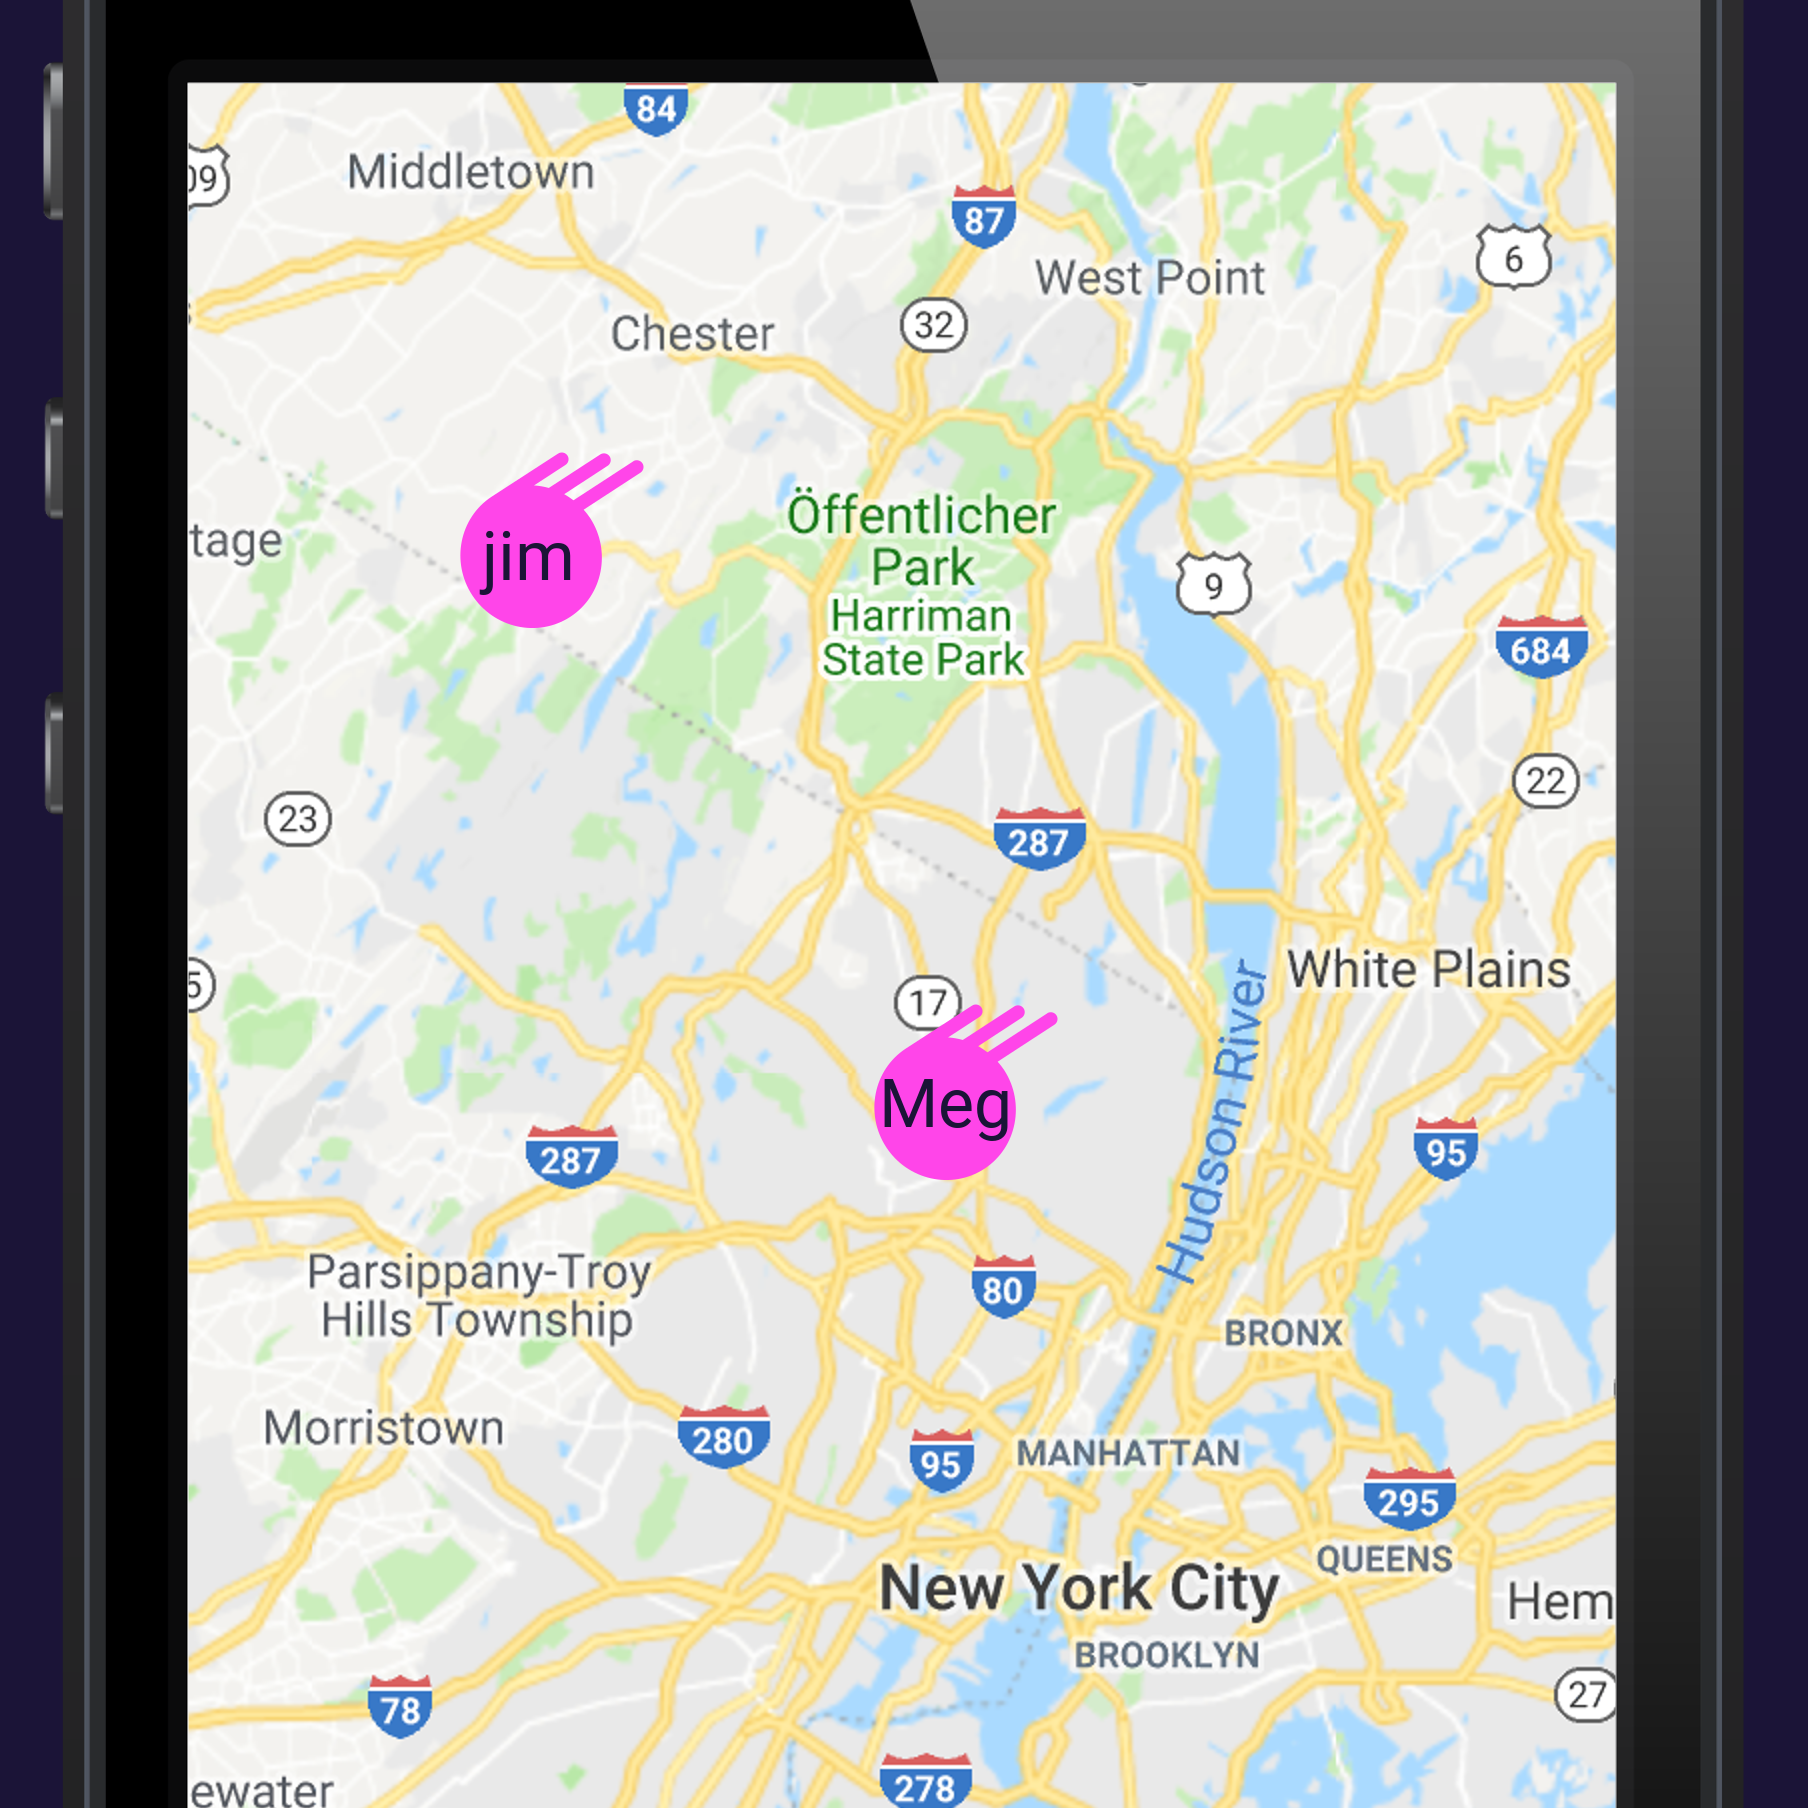 84
Middletown
09
87
6
West Point
32
Chester
Öffentlicher
Park
Harriman
State Park
tage
jim
9
684
22
23
287
White Plains
5
17
Meg
Hudson River
95
287
Parsippany-Troy
Hills Township
80
BRONX
Morristown
280
95
MANHATTAN
295
QUEENS
New York City
Hem
BROOKLYN
27
78
278
ewater